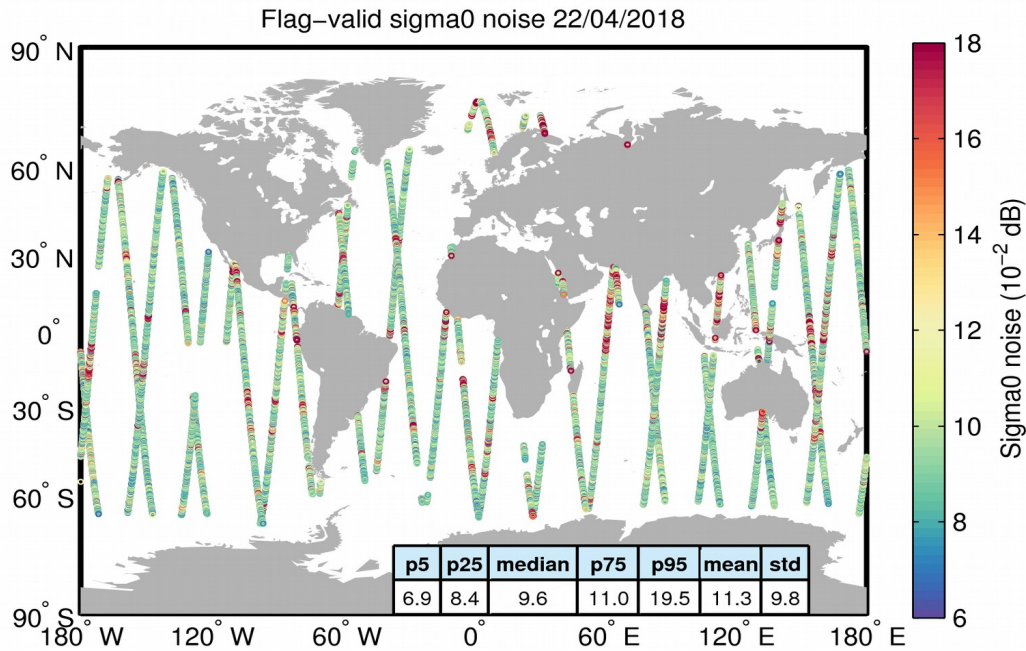 Flag−valid sigma0 noise 22/04/2018
90° N
60° N
30° N
0°
30° S
60° S
90° S
180° W
120° W
60° W
0°
60° E
120° E
180° E
p5 p25 median p75 p95 mean std
6.9 8.4 9.6 11.0 19.5 11.3 9.8
18
16
14
12
10
8
6
Sigma0 noise (10⁻² dB)